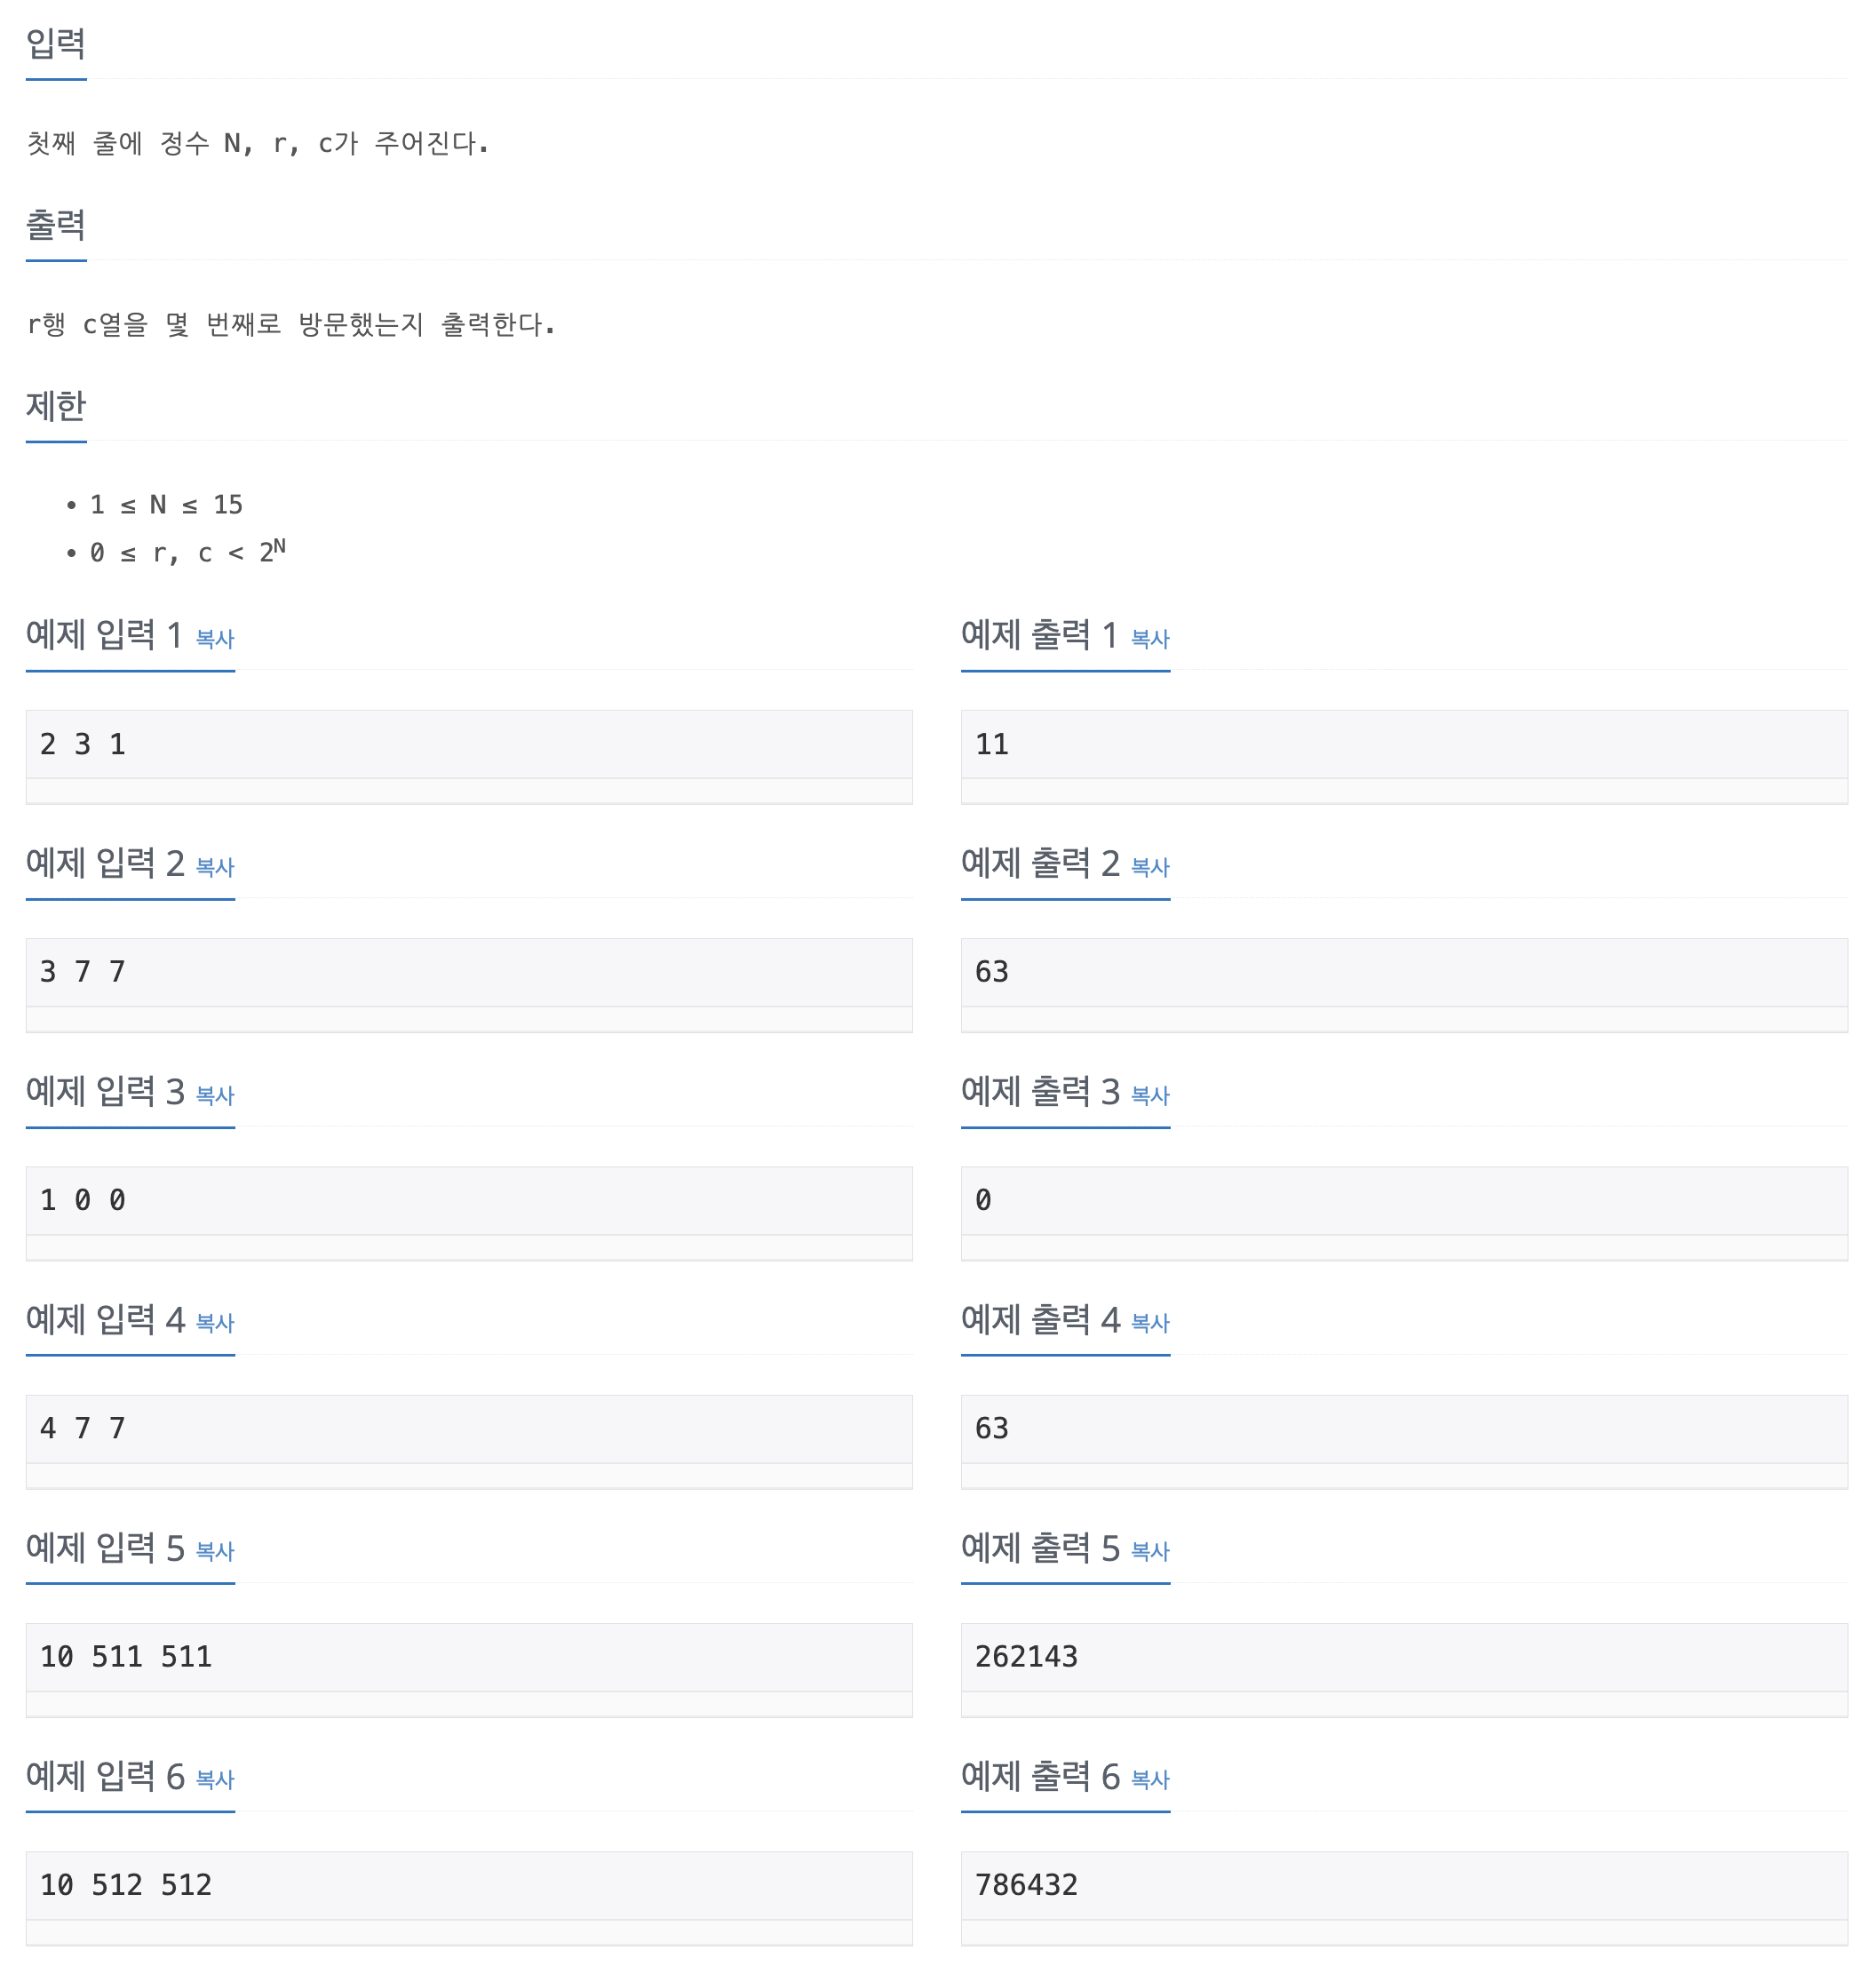 입력
첫째 줄에 정수 N, r, c가 주어진다.
출력
r행 c열을 몇 번째로 방문했는지 출력한다.
제한
• 1 ≤ N ≤ 15
• 0 ≤ r, c < 2ᴺ
예제 입력 1 복사
2 3 1
예제 출력 1 복사
11
예제 입력 2 복사
3 7 7
예제 출력 2 복사
63
예제 입력 3 복사
1 0 0
예제 출력 3 복사
0
예제 입력 4 복사
4 7 7
예제 출력 4 복사
63
예제 입력 5 복사
10 511 511
예제 출력 5 복사
262143
예제 입력 6 복사
10 512 512
예제 출력 6 복사
786432